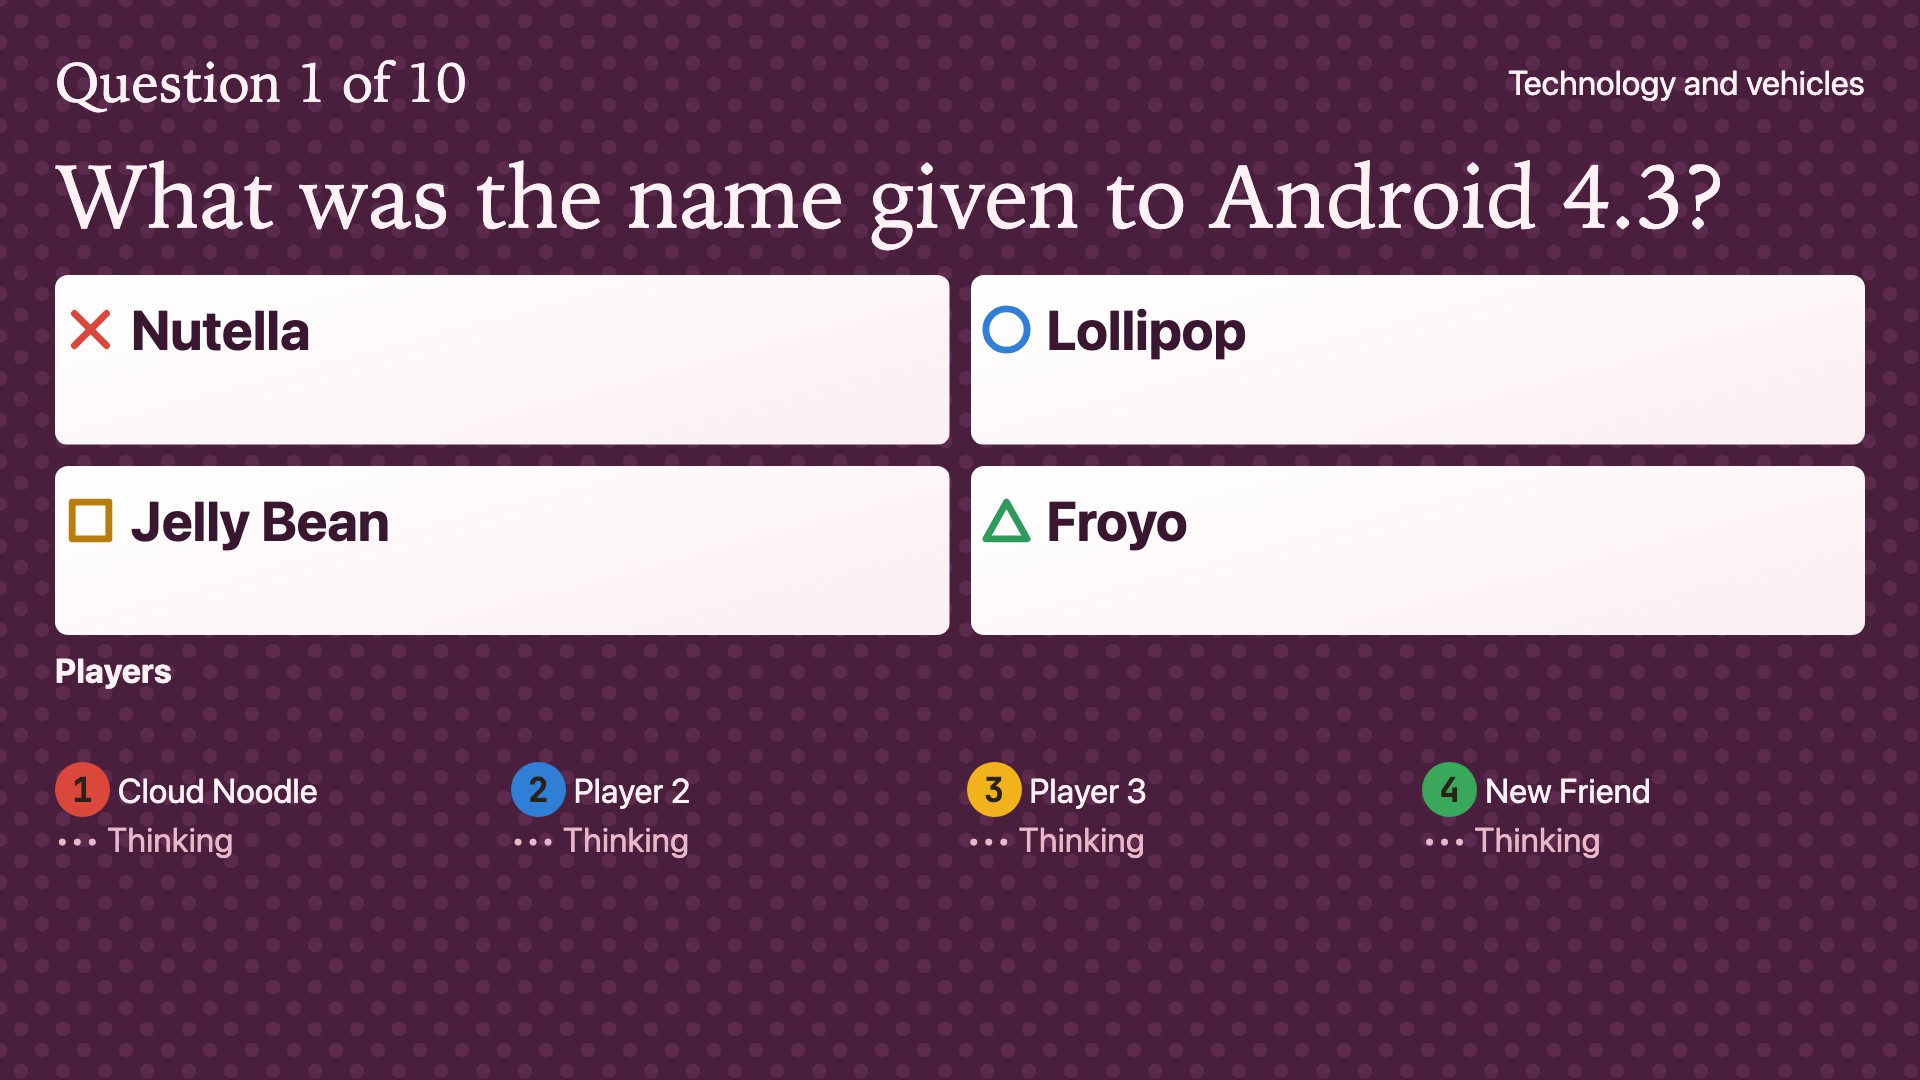 Question 1 of 10
Technology and vehicles
What was the name given to Android 4.3?
Nutella
Lollipop
Jelly Bean
Froyo
Players
1 Cloud Noodle
2 Player 2
3 Player 3
4 New Friend
••• Thinking
••• Thinking
••• Thinking
••• Thinking